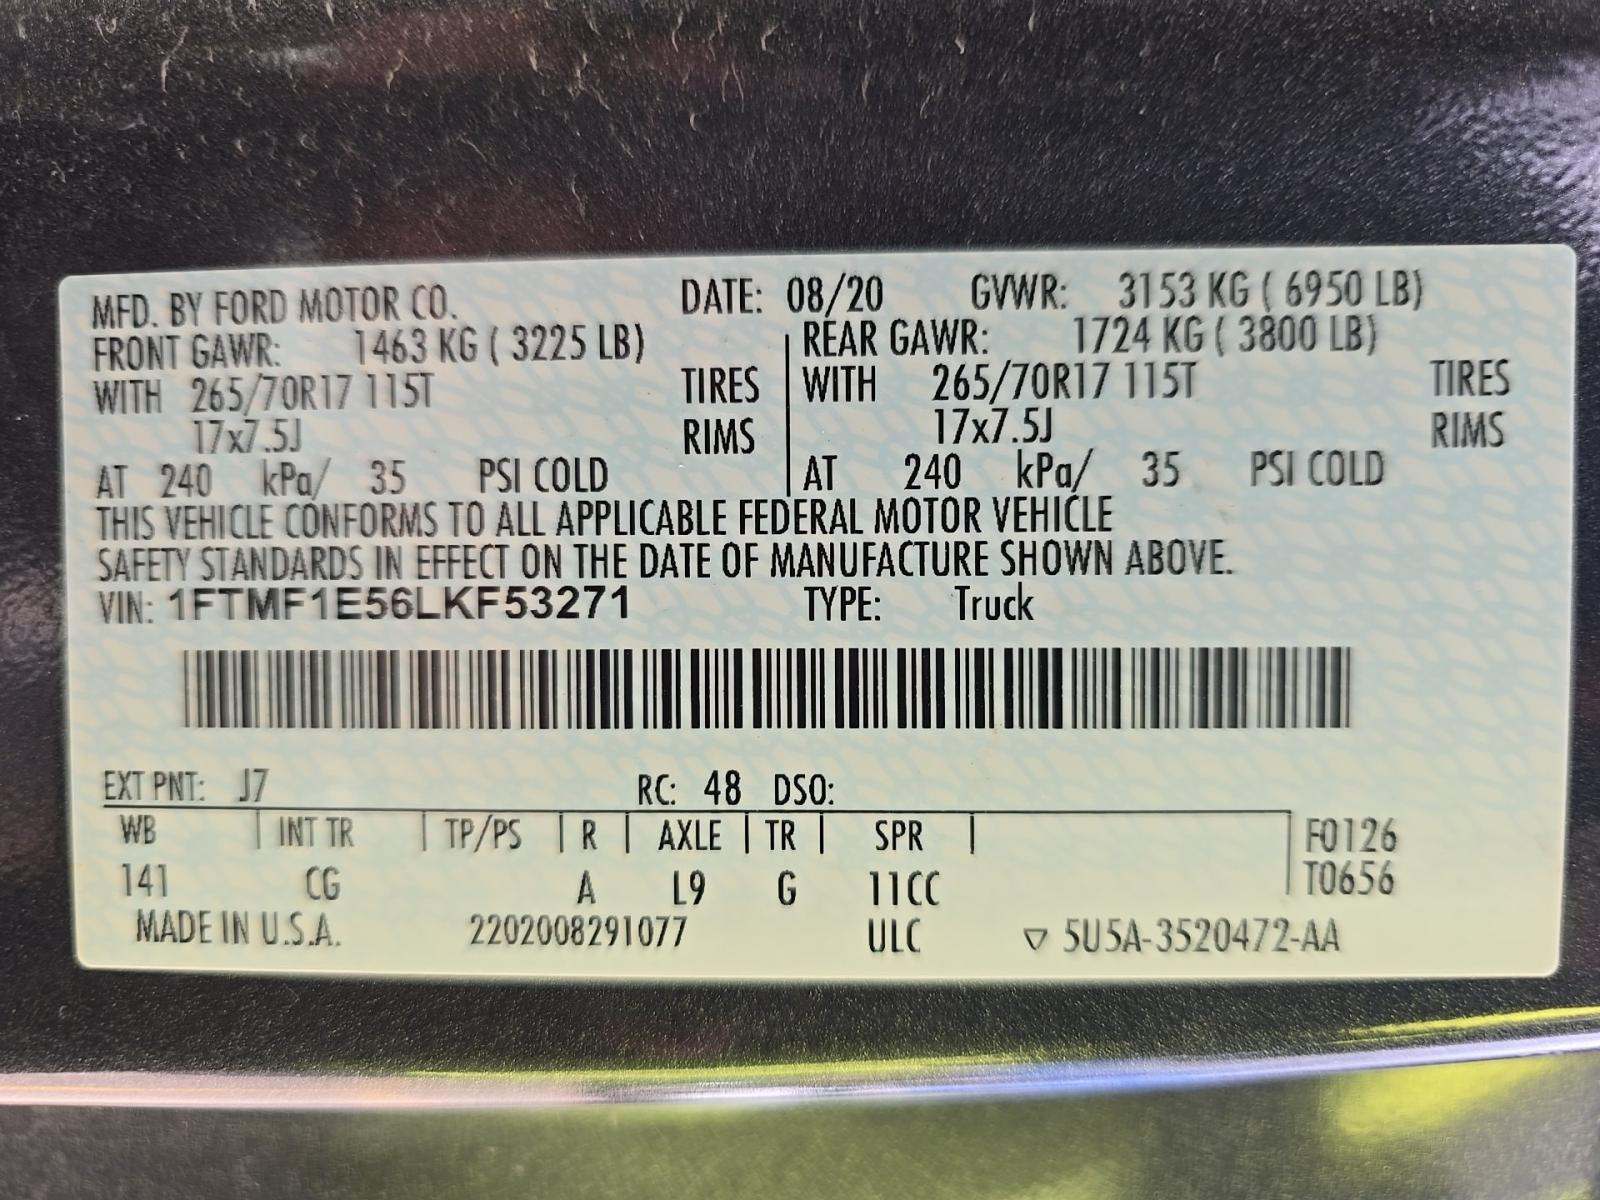 MFD. BY FORD MOTOR CO. DATE: 08/20 GVWR: 3153 KG ( 6950 LB)
FRONT GAWR: 1463 KG ( 3225 LB) REAR GAWR: 1724 KG ( 3800 LB)
WITH 265/70R17 115T TIRES WITH 265/70R17 115T TIRES
17x7.5J RIMS 17x7.5J RIMS
AT 240 kPa/ 35 PSI COLD AT 240 kPa/ 35 PSI COLD
THIS VEHICLE CONFORMS TO ALL APPLICABLE FEDERAL MOTOR VEHICLE
SAFETY STANDARDS IN EFFECT ON THE DATE OF MANUFACTURE SHOWN ABOVE.
VIN: 1FTMF1E56LKF53271 TYPE: Truck
EXT PNT: J7 RC: 48 DSO:
WB INT TR TP/PS R AXLE TR SPR F0126
141 CG A L9 G 11CC T0656
MADE IN U.S.A. 2202008291077 ULC ▽ 5U5A-3520472-AA